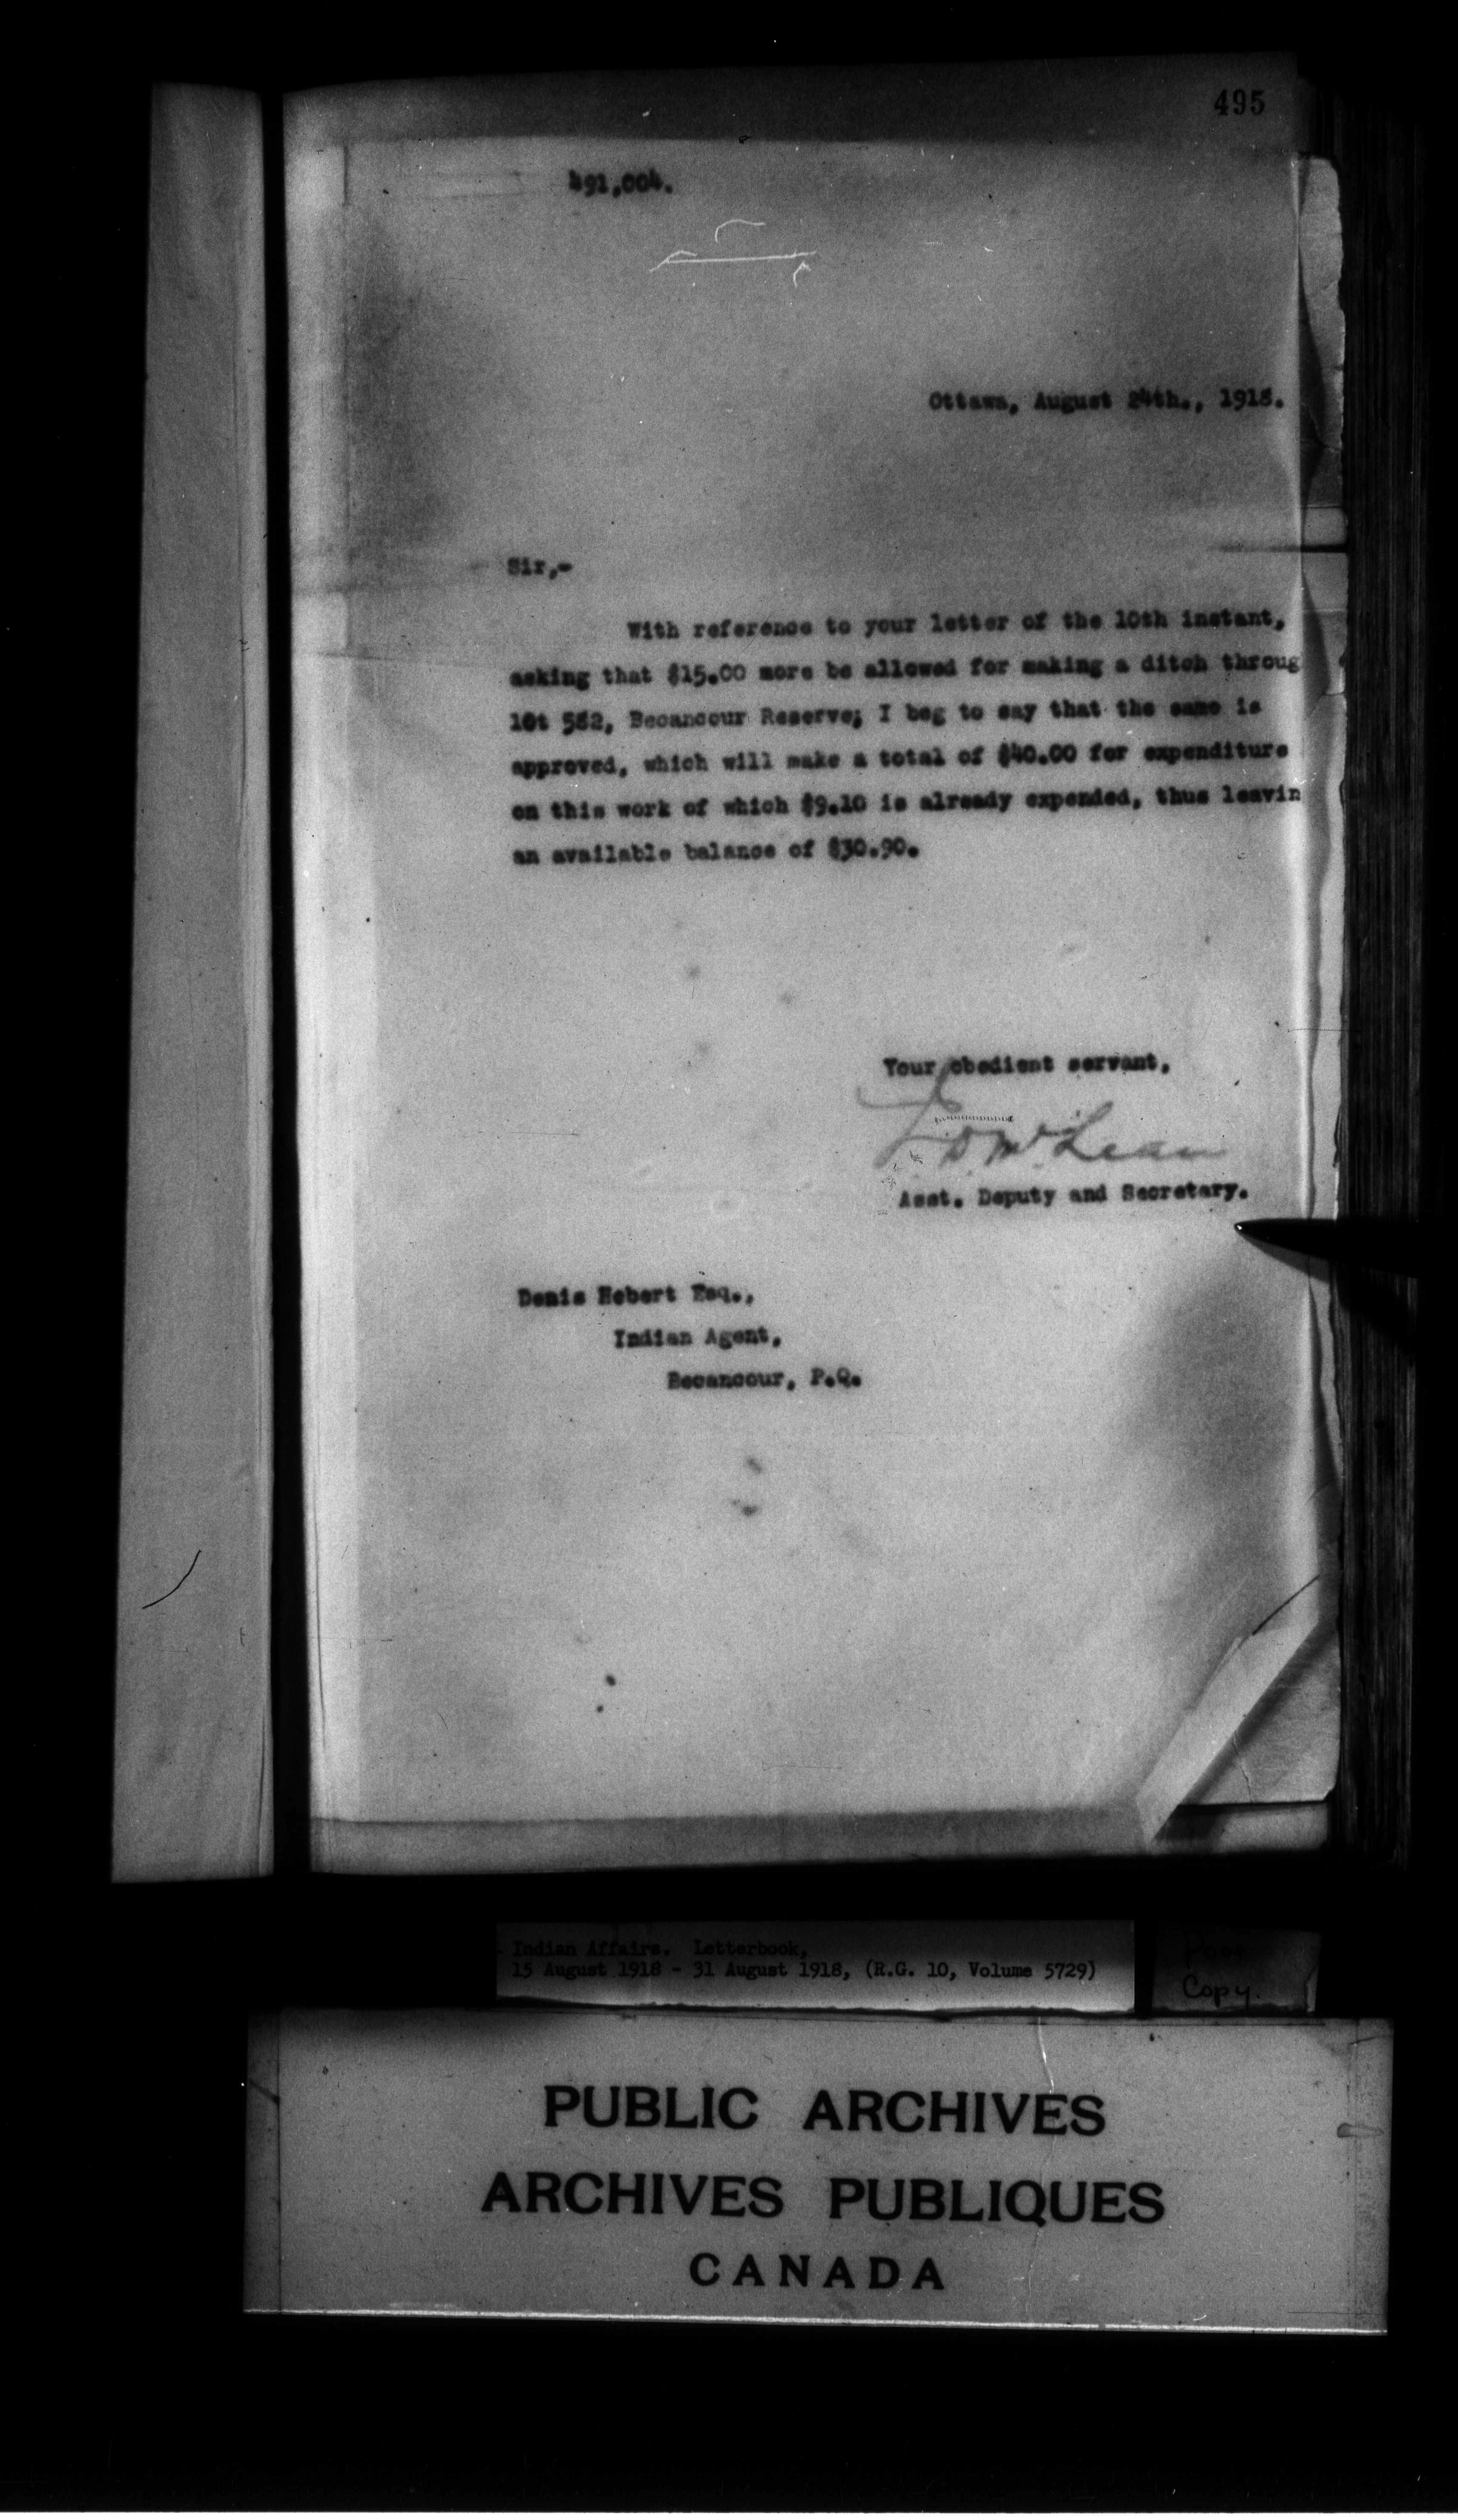 495
491,004.
Ottawa, August 24th., 1918.
Sir,-
With reference to your letter of the 10th instant,
asking that $15.00 more be allowed for making a ditch throug
lot 582, Becancour Reserve; I beg to say that the same is
approved, which will make a total of $40.00 for expenditure
on this work of which $9.10 is already expended, thus leavin
an available balance of $30.90.
Your obedient servant,
J. D. McLean
Asst. Deputy and Secretary.
Denis Hebert Esq.,
Indian Agent,
Becancour, P.Q.
Indian Affairs. Letterbook,
15 August 1918 - 31 August 1918, (R.G. 10, Volume 5729)
Poor
Copy.
PUBLIC ARCHIVES
ARCHIVES PUBLIQUES
CANADA